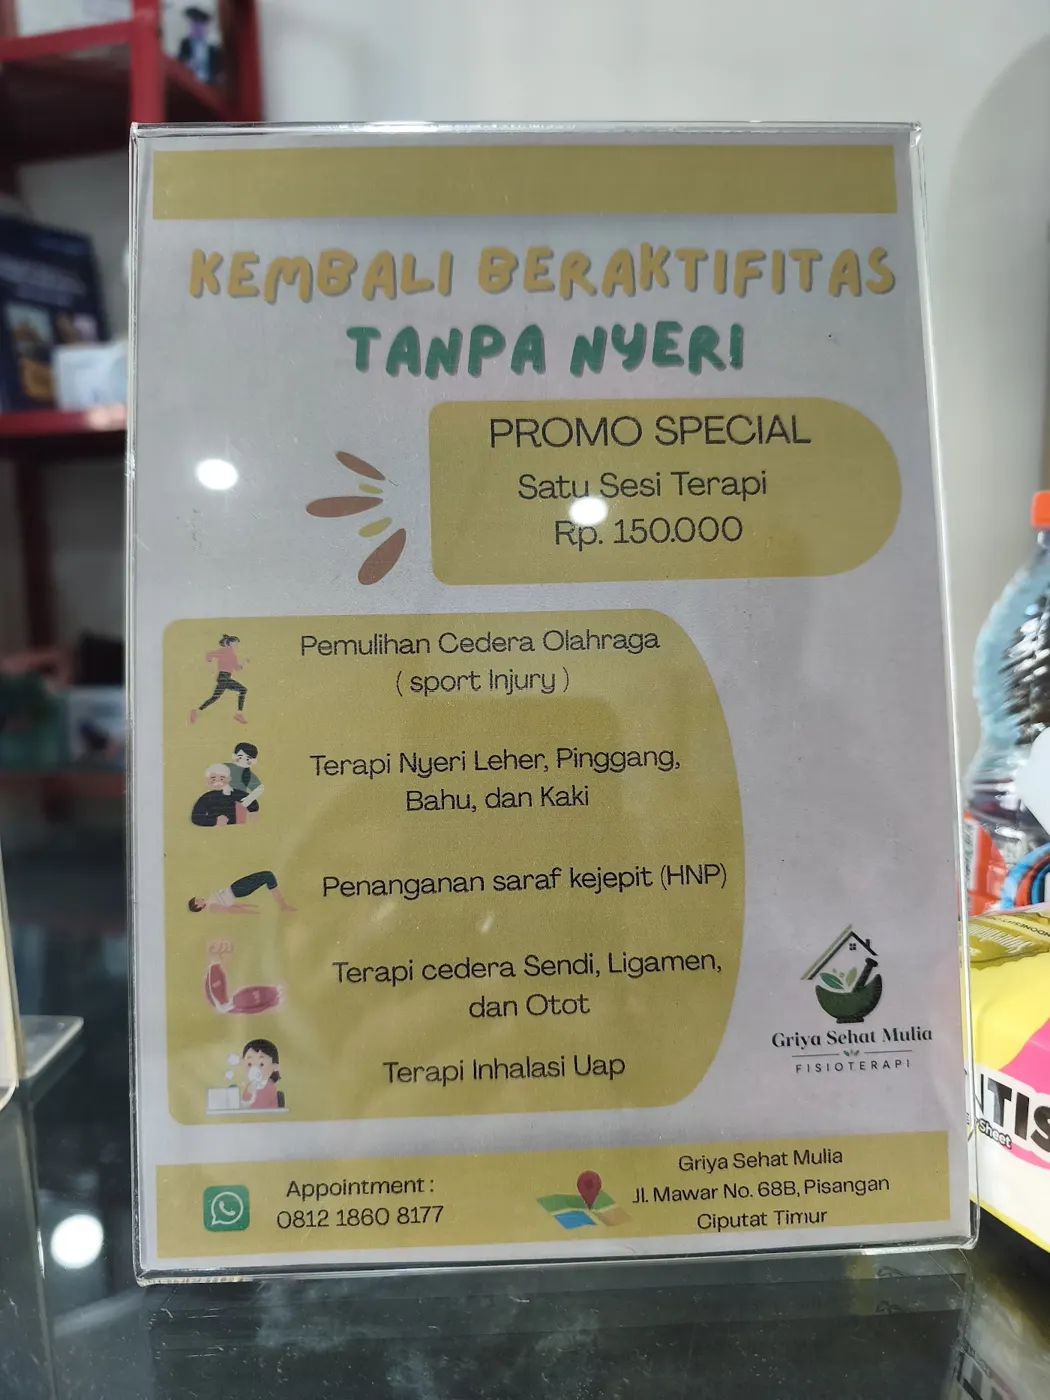 KEMBALI BERAKTIFITAS
TANPA NYERI
PROMO SPECIAL
Satu Sesi Terapi
Rp. 150.000
Pemulihan Cedera Olahraga
( sport Injury )
Terapi Nyeri Leher, Pinggang,
Bahu, dan Kaki
Penanganan saraf kejepit (HNP)
Terapi cedera Sendi, Ligamen,
dan Otot
Terapi Inhalasi Uap
Griya Sehat Mulia
FISIOTERAPI
Appointment :
0812 1860 8177
Griya Sehat Mulia
Jl. Mawar No. 68B, Pisangan
Ciputat Timur
TIS
Sheet